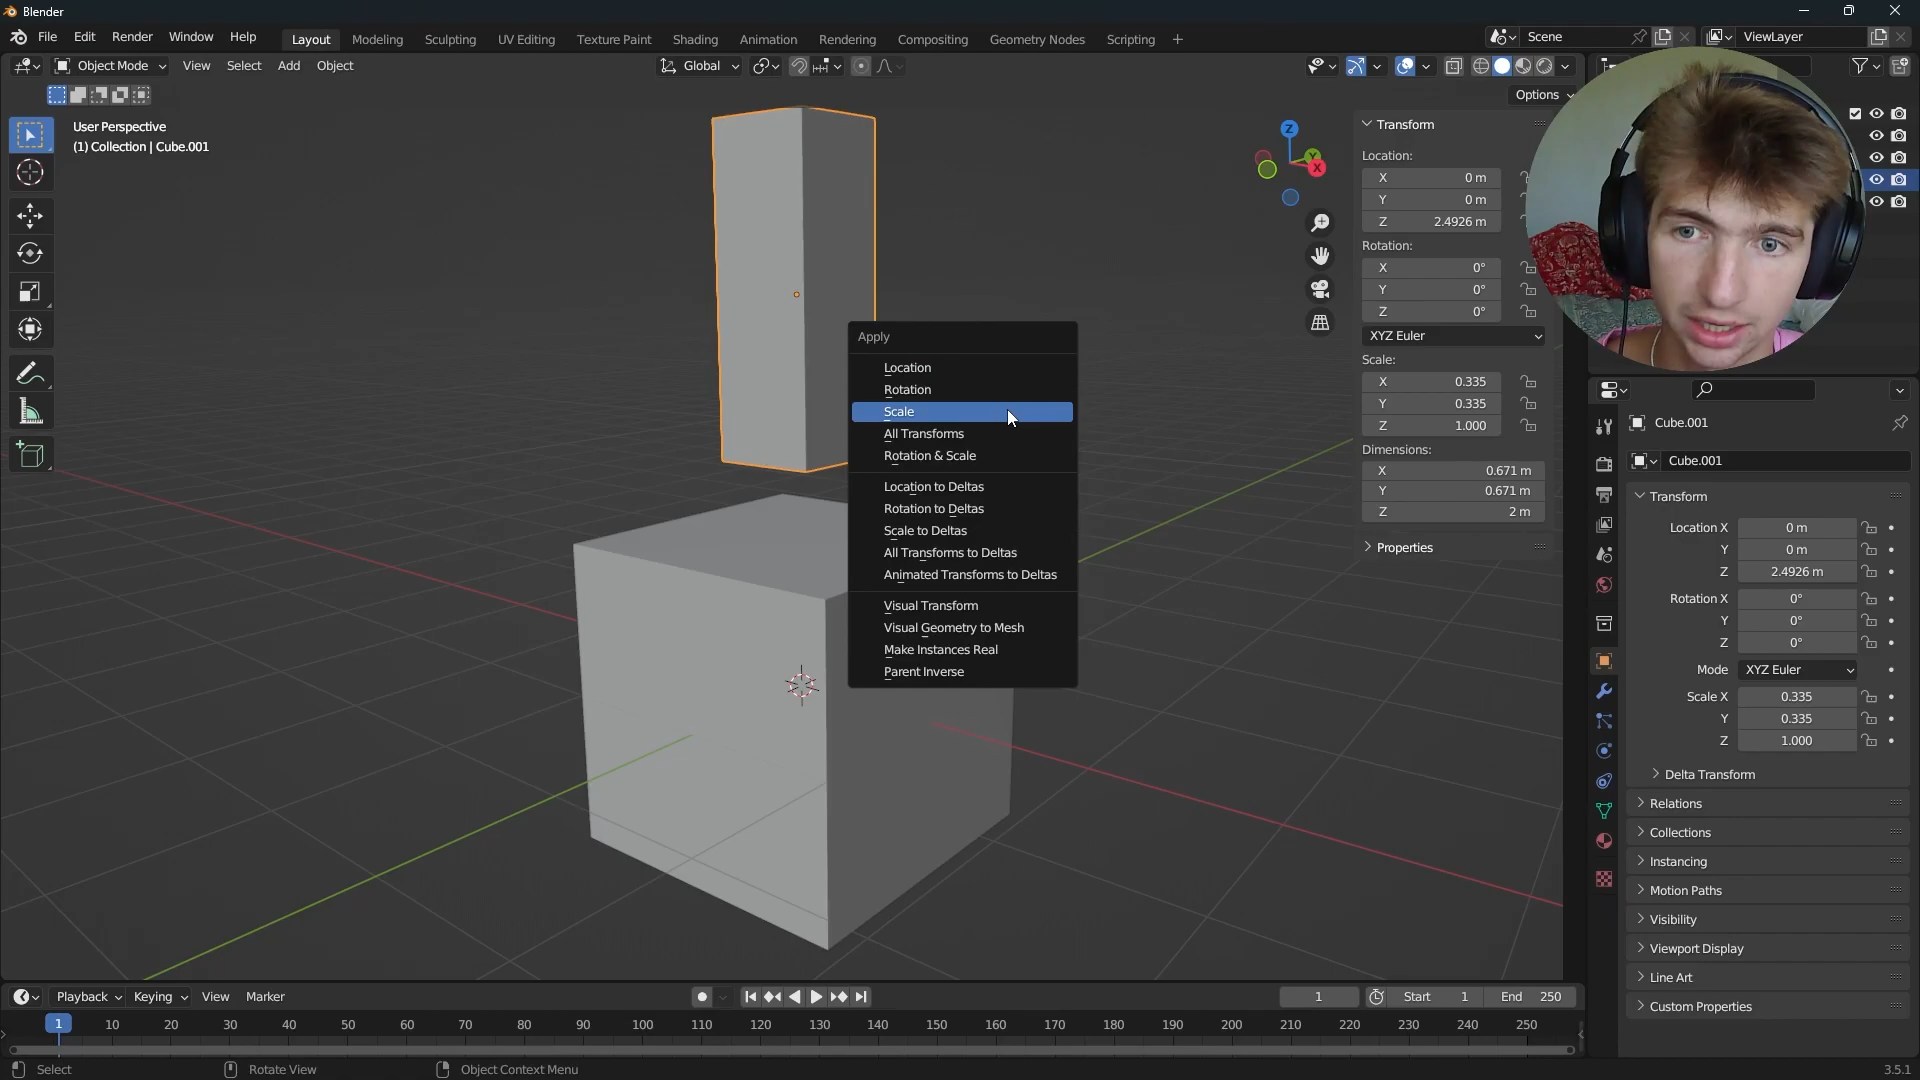 Blender
File Edit Render Window Help
Layout Modeling Sculpting UV Editing Texture Paint Shading Animation Rendering Compositing Geometry Nodes Scripting +
Scene
ViewLayer
Object Mode View Select Add Object
Global
Options
User Perspective
(1) Collection | Cube.001
Z
Y
X
Transform
Location:
X 0 m
Y 0 m
Z 2.4926 m
Rotation:
X 0°
Y 0°
Z 0°
XYZ Euler
Scale:
X 0.335
Y 0.335
Z 1.000
Dimensions:
X 0.671 m
Y 0.671 m
Z 2 m
Properties
Apply
Location
Rotation
Scale
All Transforms
Rotation & Scale
Location to Deltas
Rotation to Deltas
Scale to Deltas
All Transforms to Deltas
Animated Transforms to Deltas
Visual Transform
Visual Geometry to Mesh
Make Instances Real
Parent Inverse
Cube.001
Cube.001
Transform
Location X 0 m
Y 0 m
Z 2.4926 m
Rotation X 0°
Y 0°
Z 0°
Mode XYZ Euler
Scale X 0.335
Y 0.335
Z 1.000
Delta Transform
Relations
Collections
Instancing
Motion Paths
Visibility
Viewport Display
Line Art
Custom Properties
Playback Keying View Marker
1 Start 1 End 250
1 10 20 30 40 50 60 70 80 90 100 110 120 130 140 150 160 170 180 190 200 210 220 230 240 250
Select Rotate View Object Context Menu
3.5.1